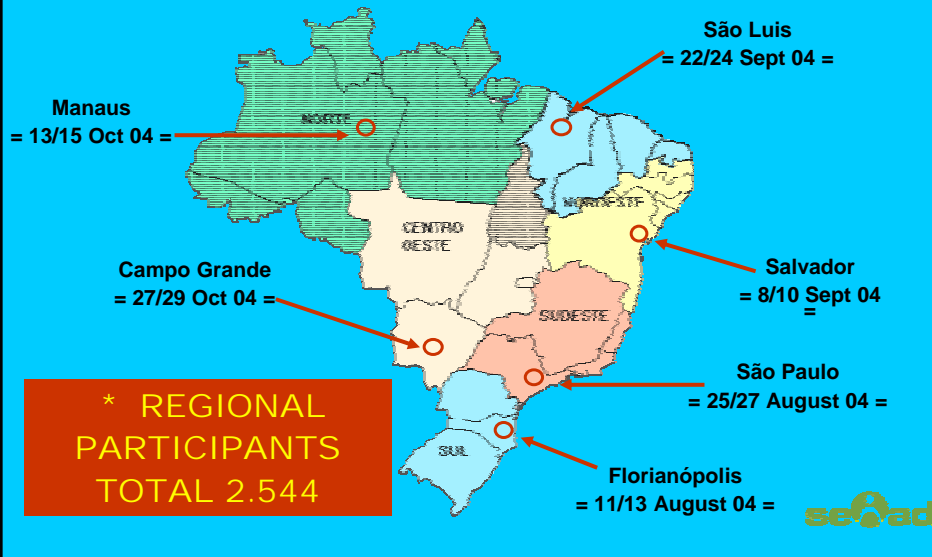 São Luis
= 22/24 Sept 04 =
Manaus
= 13/15 Oct 04 =
NORTE
NORDESTE
CENTRO
OESTE
Campo Grande
= 27/29 Oct 04 =
Salvador
= 8/10 Sept 04
=
SUDESTE
São Paulo
= 25/27 August 04 =
* REGIONAL
PARTICIPANTS
TOTAL 2.544
SUL
Florianópolis
= 11/13 August 04 =